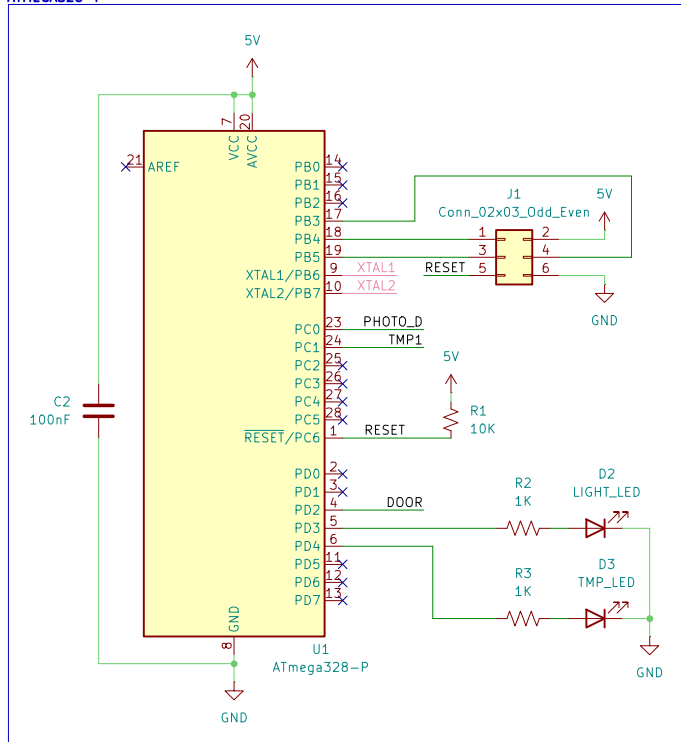 5V
7
VCC
20
AVCC
21
AREF
PB0
14
PB1
15
PB2
16
PB3
17
PB4
18
PB5
19
XTAL1/PB6
9
XTAL1
XTAL2/PB7
10
XTAL2
J1
Conn_02x03_Odd_Even
5V
1
2
3
4
RESET
5
6
GND
PC0
23
PHOTO_D
PC1
24
TMP1
PC2
25
PC3
26
PC4
27
PC5
28
RESET/PC6
1
RESET
5V
R1
10K
C2
100nF
PD0
2
PD1
3
PD2
4
DOOR
PD3
5
PD4
6
PD5
11
PD6
12
PD7
13
R2
1K
D2
LIGHT_LED
R3
1K
D3
TMP_LED
GND
GND
8
U1
ATmega328-P
GND